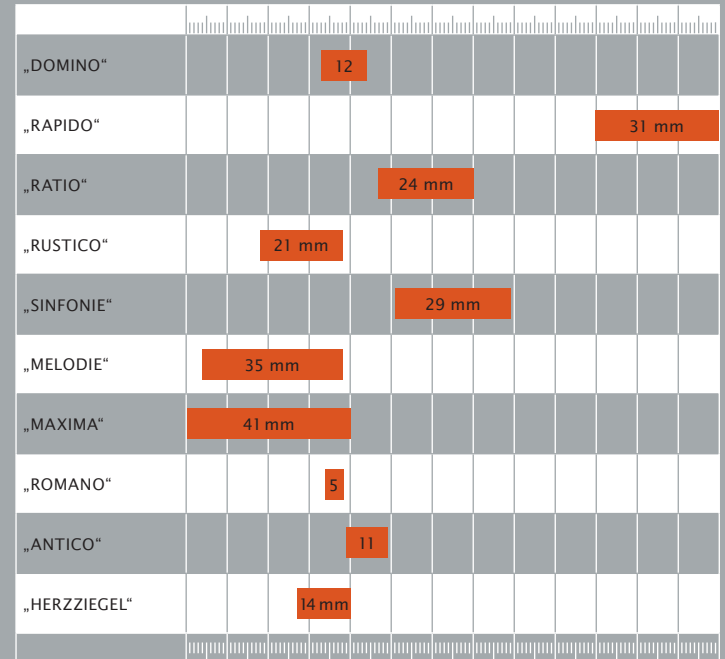 „DOMINO“ 12
„RAPIDO“ 31 mm
„RATIO“ 24 mm
„RUSTICO“ 21 mm
„SINFONIE“ 29 mm
„MELODIE“ 35 mm
„MAXIMA“ 41 mm
„ROMANO“ 5
„ANTICO“ 11
„HERZZIEGEL“ 14 mm